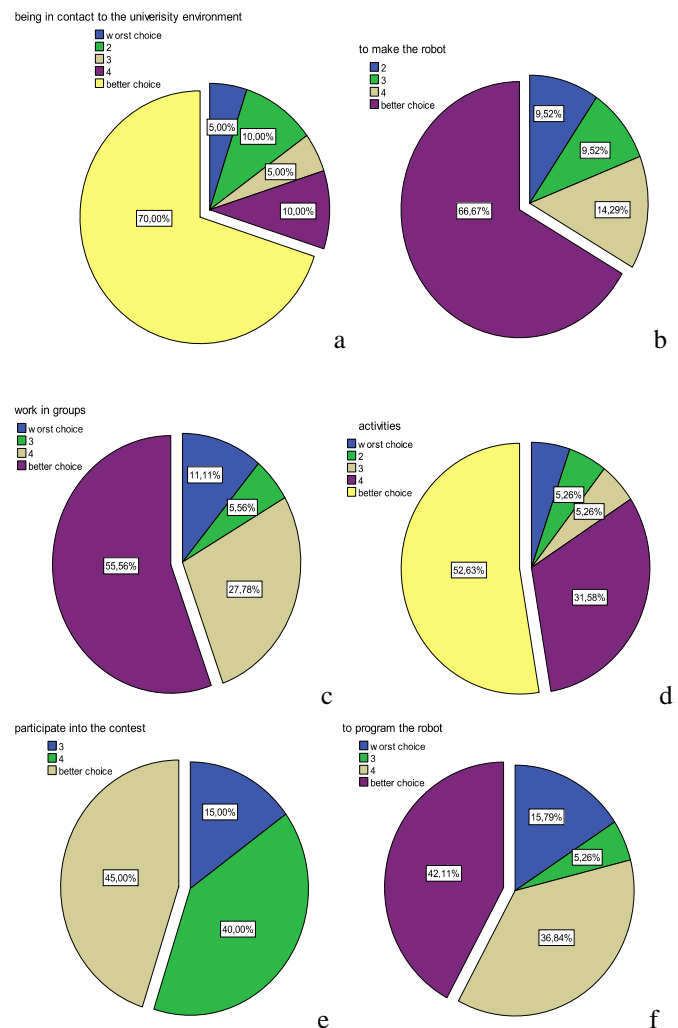 being in contact to the univerisity environment
w orst choice
2
3
4
better choice
5,00%
10,00%
5,00%
10,00%
70,00%
a
to make the robot
2
3
4
better choice
9,52%
9,52%
14,29%
66,67%
b
work in groups
w orst choice
3
4
better choice
11,11%
5,56%
27,78%
55,56%
c
activities
w orst choice
2
3
4
better choice
5,26%
5,26%
31,58%
52,63%
d
participate into the contest
3
4
better choice
15,00%
40,00%
45,00%
e
to program the robot
w orst choice
3
4
better choice
15,79%
5,26%
36,84%
42,11%
f